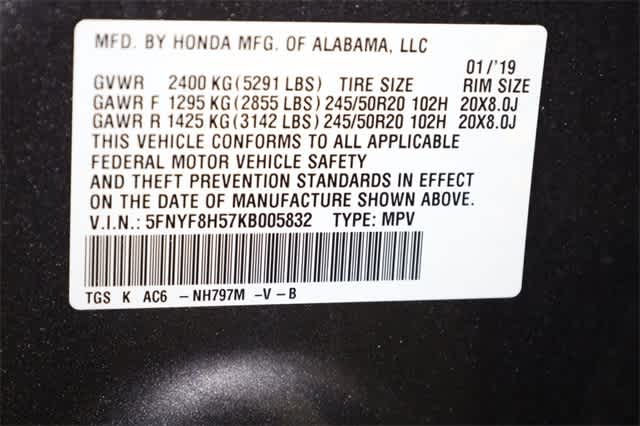 MFD. BY HONDA MFG. OF ALABAMA, LLC
01/'19
GVWR 2400 KG(5291 LBS) TIRE SIZE RIM SIZE
GAWR F 1295 KG(2855 LBS) 245/50R20 102H 20X8.0J
GAWR R 1425 KG(3142 LBS) 245/50R20 102H 20X8.0J
THIS VEHICLE CONFORMS TO ALL APPLICABLE
FEDERAL MOTOR VEHICLE SAFETY
AND THEFT PREVENTION STANDARDS IN EFFECT
ON THE DATE OF MANUFACTURE SHOWN ABOVE.
V.I.N.: 5FNYF8H57KB005832 TYPE: MPV
TGS K AC6 -NH797M -V-B